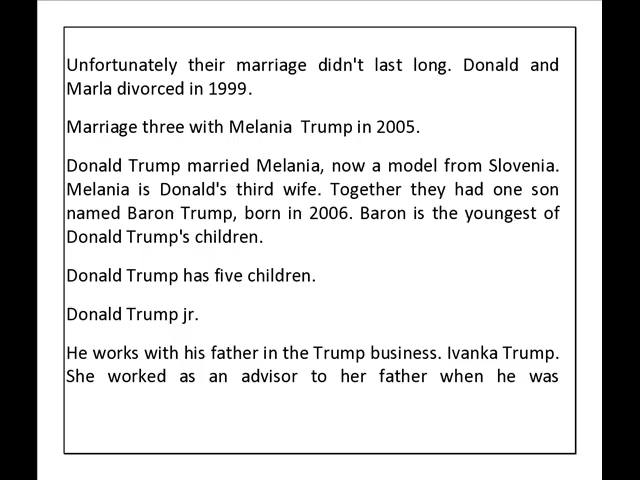 Unfortunately their marriage didn't last long. Donald and
Marla divorced in 1999.
Marriage three with Melania  Trump in 2005.
Donald Trump married Melania, now a model from Slovenia.
Melania is Donald's third wife. Together they had one son
named Baron Trump, born in 2006. Baron is the youngest of
Donald Trump's children.
Donald Trump has five children.
Donald Trump jr.
He works with his father in the Trump business. Ivanka Trump.
She worked as an advisor to her father when he was